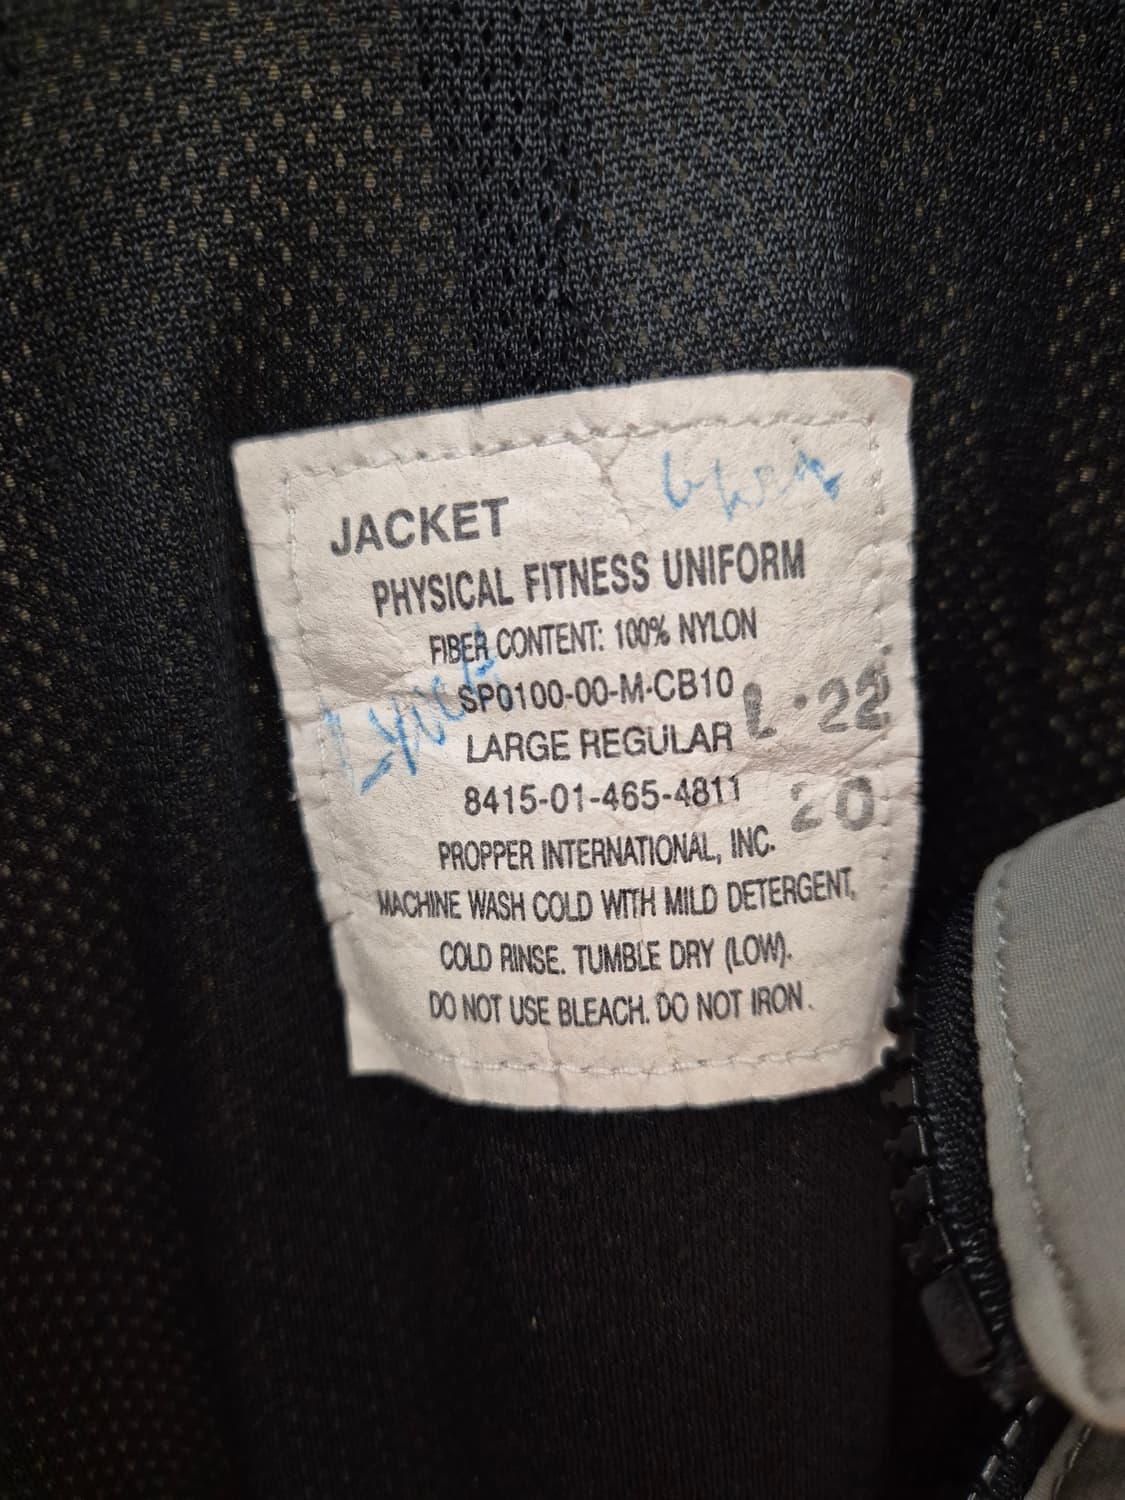 JACKET
PHYSICAL FITNESS UNIFORM
FIBER CONTENT: 100% NYLON
SP0100-00-M-CB10
L·22
LARGE REGULAR
8415-01-465-4811
20
PROPPER INTERNATIONAL, INC.
MACHINE WASH COLD WITH MILD DETERGENT,
COLD RINSE. TUMBLE DRY (LOW).
DO NOT USE BLEACH. DO NOT IRON.